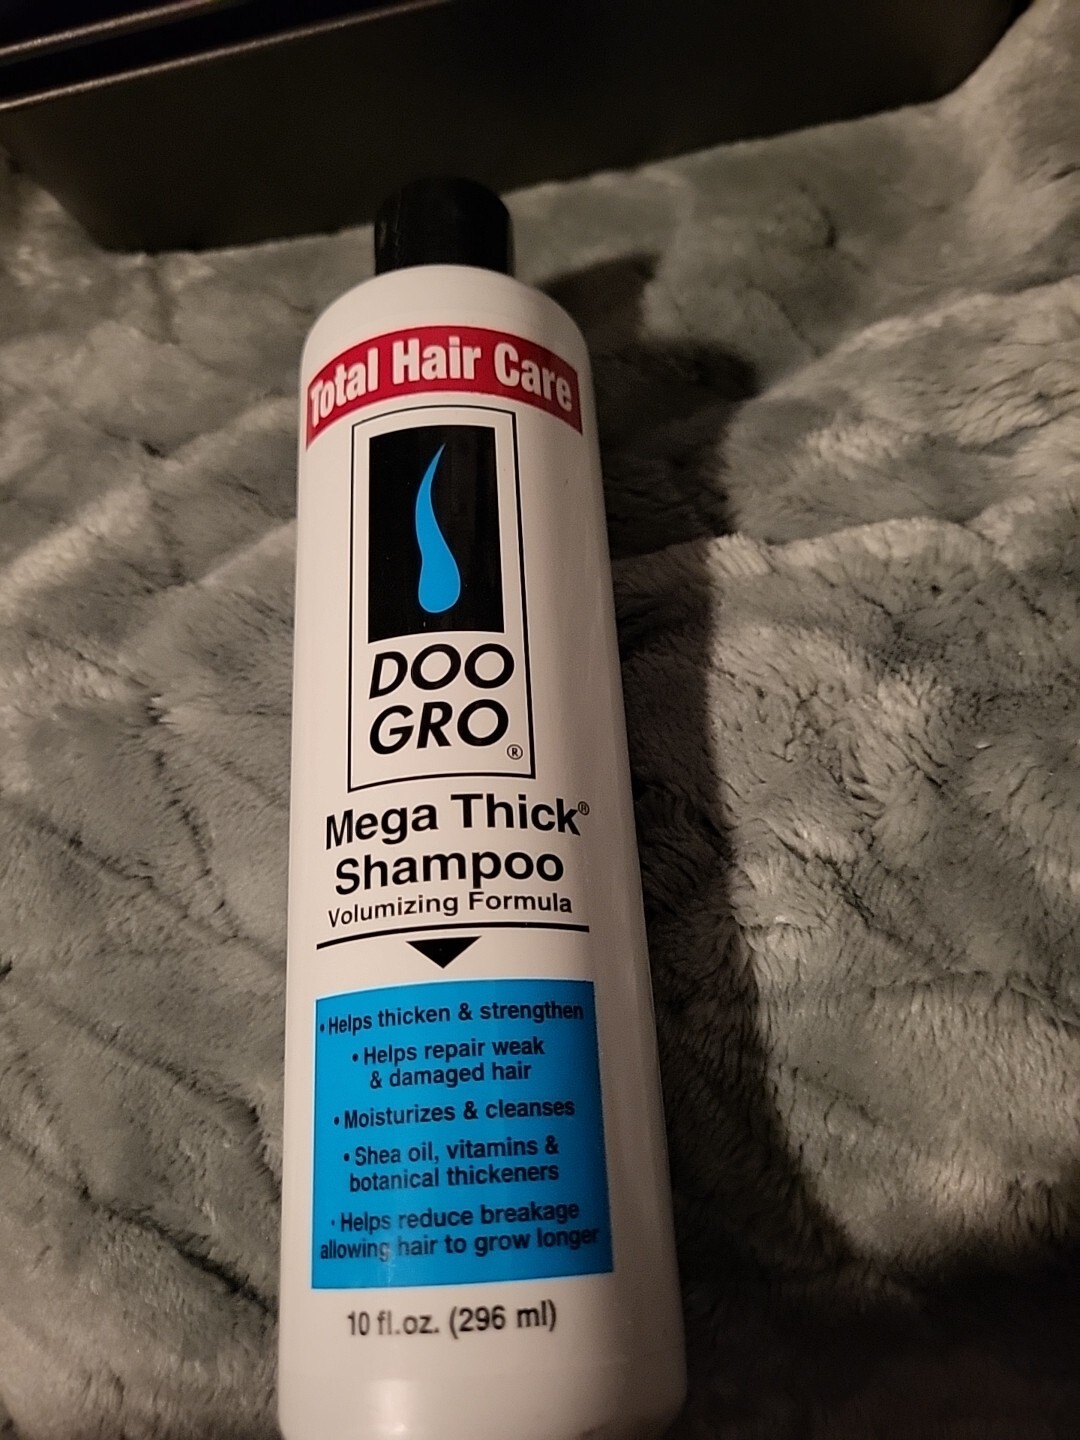 Total Hair Care
DOO
GRO®
Mega Thick®
Shampoo
Volumizing Formula
• Helps thicken & strengthen
• Helps repair weak
& damaged hair
• Moisturizes & cleanses
• Shea oil, vitamins &
botanical thickeners
• Helps reduce breakage
allowing hair to grow longer
10 fl.oz. (296 ml)